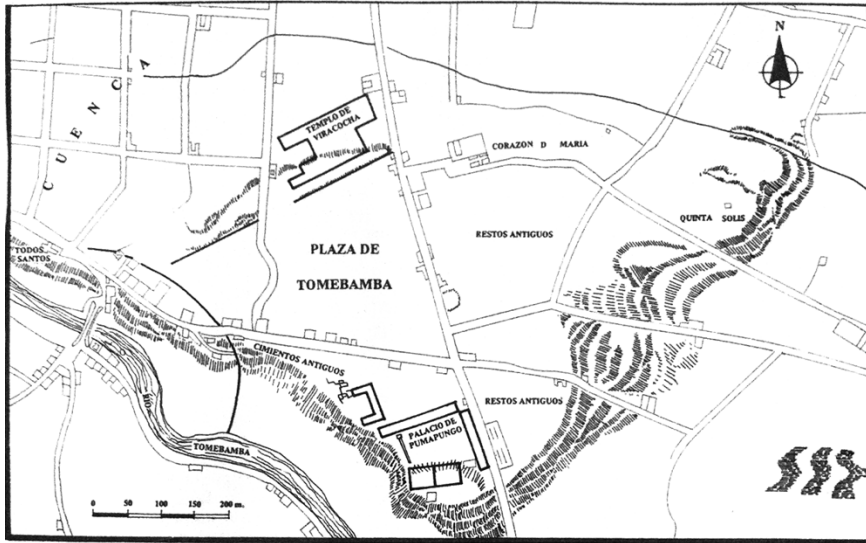 N
CUENCA
TEMPLO DE
VIRACOCHA
CORAZON D MARIA
QUINTA SOLIS
RESTOS ANTIGUOS
TODOS
SANTOS
PLAZA DE
TOMEBAMBA
CIMIENTOS ANTIGUOS
RESTOS ANTIGUOS
PALACIO DE
PUMAPUNGO
RIO
TOMEBAMBA
0 50 100 150 200 m.